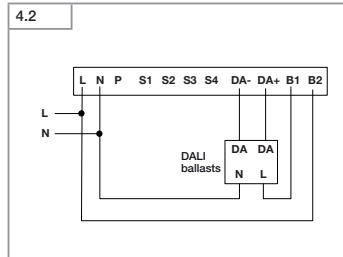 4.2
L N P S1 S2 S3 S4 DA- DA+ B1 B2
L
N
DALI
ballasts
DA DA
N L